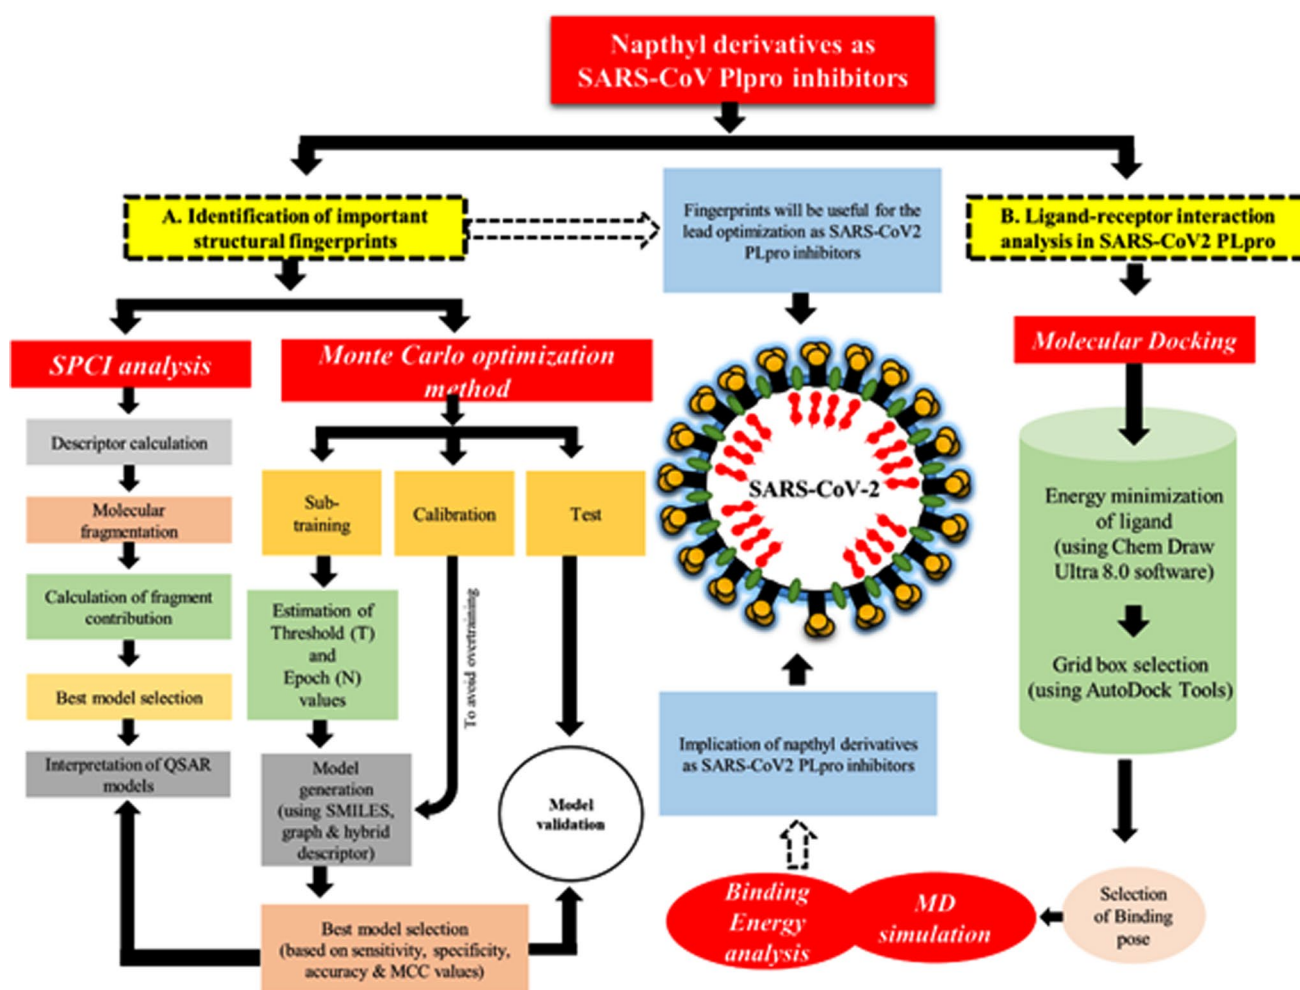 Napthyl derivatives as
SARS-CoV Plpro inhibitors
A. Identification of important
structural fingerprints
Fingerprints will be useful for the
lead optimization as SARS-CoV2
PLpro inhibitors
B. Ligand-receptor interaction
analysis in SARS-CoV2 PLpro
SPCI analysis
Monte Carlo optimization
method
Molecular Docking
Descriptor calculation
Molecular
fragmentation
Calculation of fragment
contribution
Best model selection
Interpretation of QSAR
models
Sub-
training
Calibration
Test
Estimation of
Threshold (T)
and
Epoch (N)
values
To avoid overtraining
Model
generation
(using SMILES,
graph & hybrid
descriptor)
Model
validation
Best model selection
(based on sensitivity, specificity,
accuracy & MCC values)
SARS-CoV-2
Implication of napthyl derivatives
as SARS-CoV2 PLpro inhibitors
Energy minimization
of ligand
(using Chem Draw
Ultra 8.0 software)
Grid box selection
(using AutoDock Tools)
Selection
of Binding
pose
MD
simulation
Binding
Energy
analysis